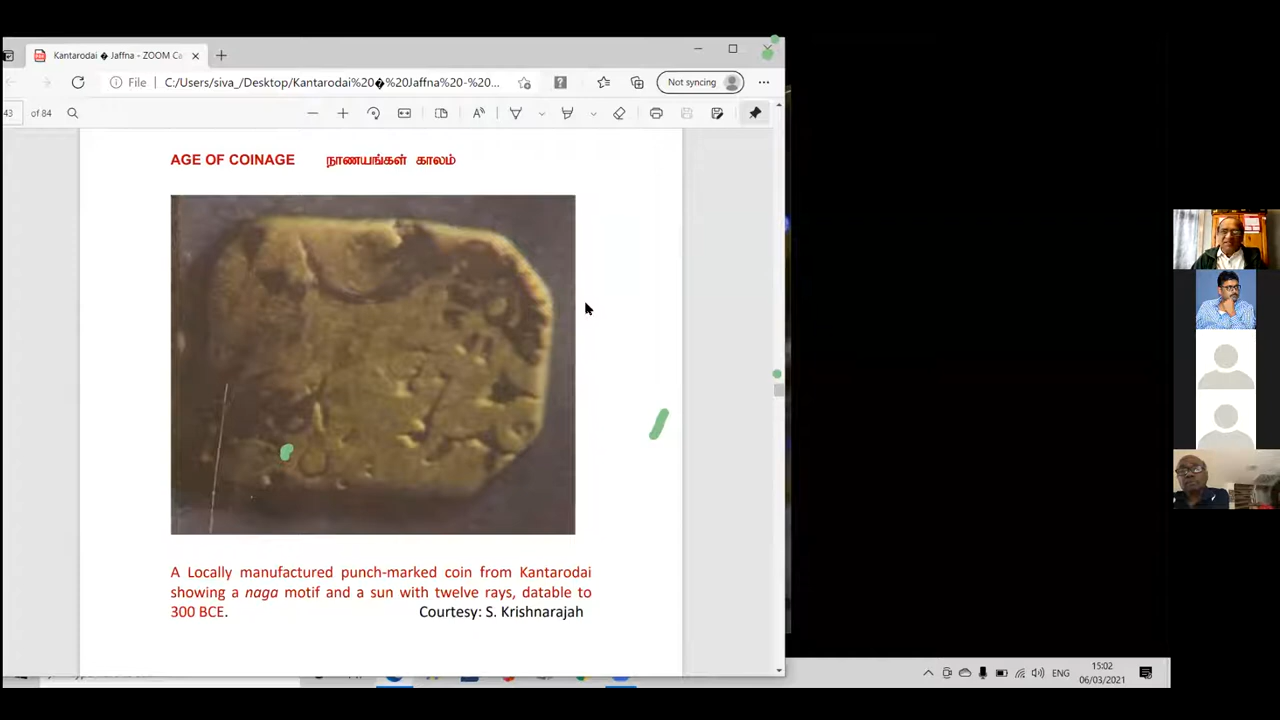 Kantarodai � Jaffna - ZOOM Ca
File
C:/Users/siva_/Desktop/Kantarodai%20�%20Jaffna%20-%20...
Not syncing
43 of 84
AGE OF COINAGE நாணயங்கள் காலம்
A Locally manufactured punch-marked coin from Kantarodai
showing a naga motif and a sun with twelve rays, datable to
300 BCE. Courtesy: S. Krishnarajah
ENG
15:02
06/03/2021